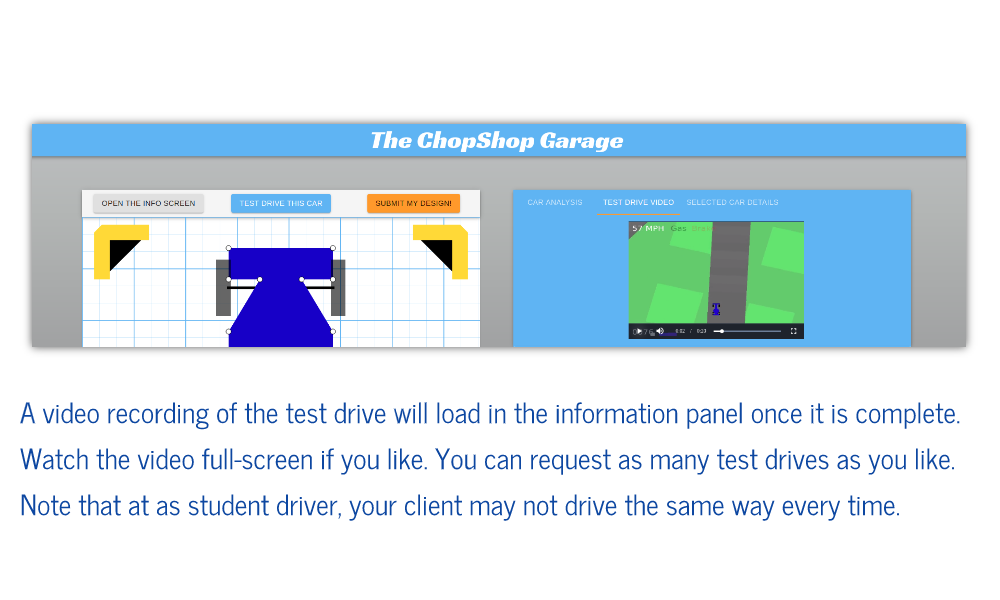 The ChopShop Garage
OPEN THE INFO SCREEN TEST DRIVE THIS CAR SUBMIT MY DESIGN!
CAR ANALYSIS TEST DRIVE VIDEO SELECTED CAR DETAILS
57 MPH Gas
0:02 / 0:23
A video recording of the test drive will load in the information panel once it is complete.
Watch the video full-screen if you like. You can request as many test drives as you like.
Note that at as student driver, your client may not drive the same way every time.